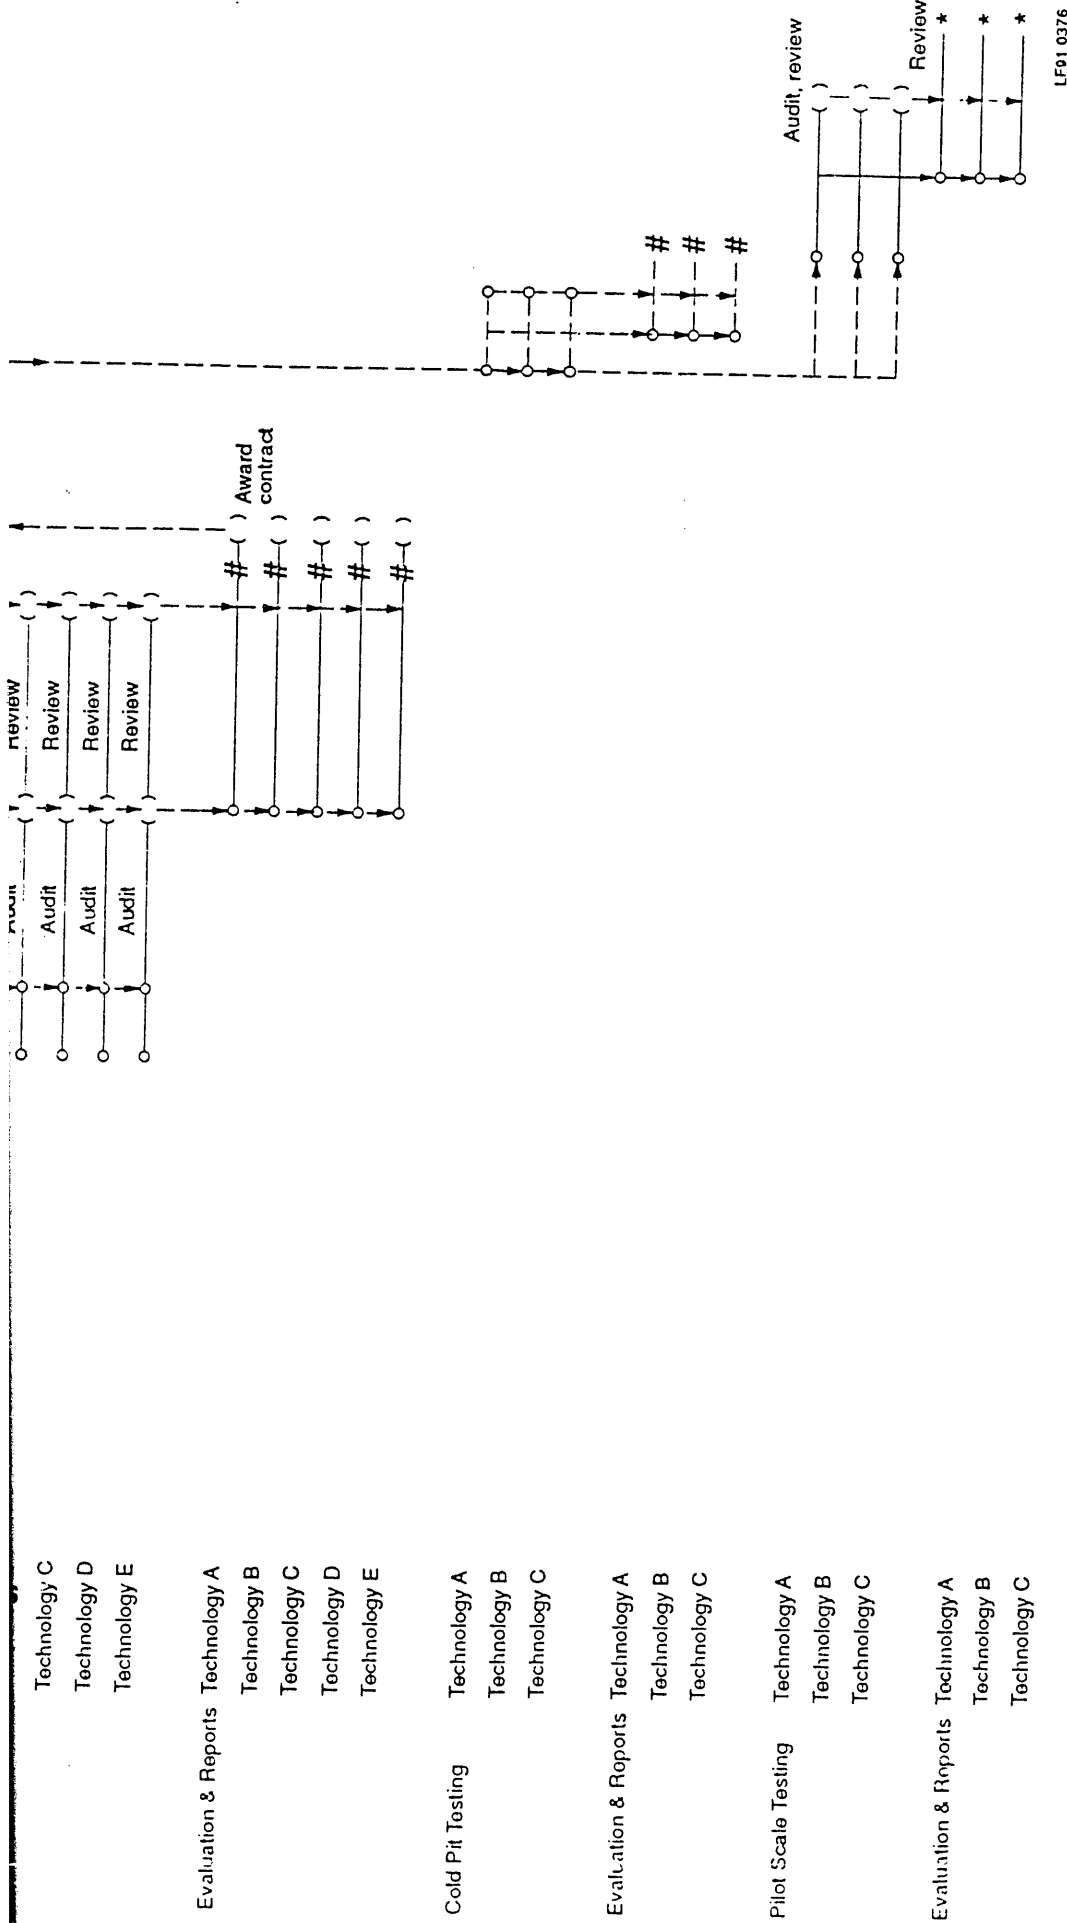 Technology C
Audit
Review
Technology D
Audit
Review
Technology E
Audit
Review
Evaluation & Reports Technology A
# ( ) Award
contract
Technology B
# ( )
Technology C
# ( )
Technology D
# ( )
Technology E
# ( )
Cold Pit Testing Technology A
Technology B
Technology C
Evaluation & Reports Technology A
#
Technology B
#
Technology C
#
Pilot Scale Testing Technology A
Audit, review
Technology B
Technology C
Evaluation & Reports Technology A
Review
*
Technology B
*
Technology C
*
LF91 0376